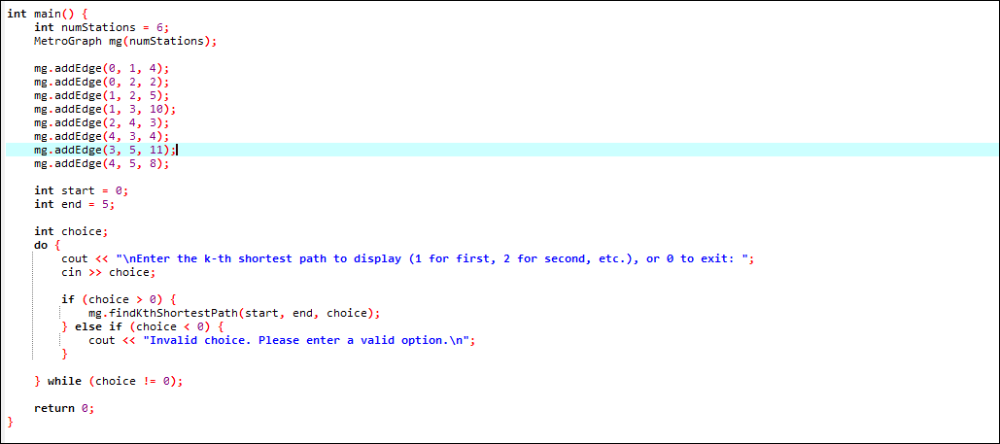 int main() {
    int numStations = 6;
    MetroGraph mg(numStations);

    mg.addEdge(0, 1, 4);
    mg.addEdge(0, 2, 2);
    mg.addEdge(1, 2, 5);
    mg.addEdge(1, 3, 10);
    mg.addEdge(2, 4, 3);
    mg.addEdge(4, 3, 4);
    mg.addEdge(3, 5, 11);
    mg.addEdge(4, 5, 8);

    int start = 0;
    int end = 5;

    int choice;
    do {
        cout << "\nEnter the k-th shortest path to display (1 for first, 2 for second, etc.), or 0 to exit: ";
        cin >> choice;

        if (choice > 0) {
            mg.findKthShortestPath(start, end, choice);
        } else if (choice < 0) {
            cout << "Invalid choice. Please enter a valid option.\n";
        }

    } while (choice != 0);

    return 0;
}